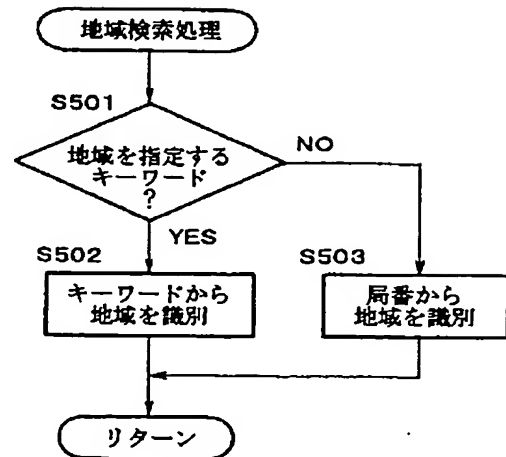 地域検索処理
S501
地域を指定する
キーワード
?
NO
YES
S502
キーワードから
地域を識別
S503
局番から
地域を識別
リターン